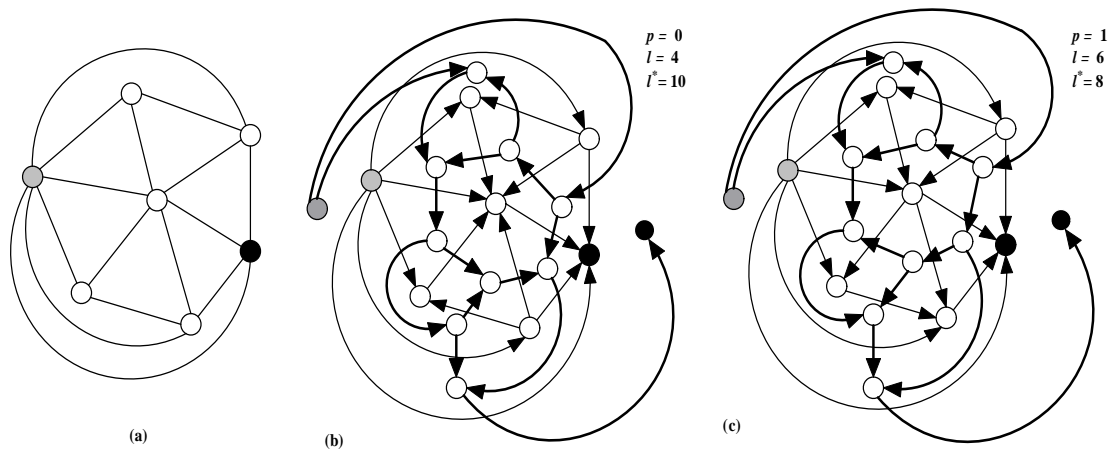 p = 0
l = 4
l* = 10
p = 1
l = 6
l* = 8
(a)
(b)
(c)